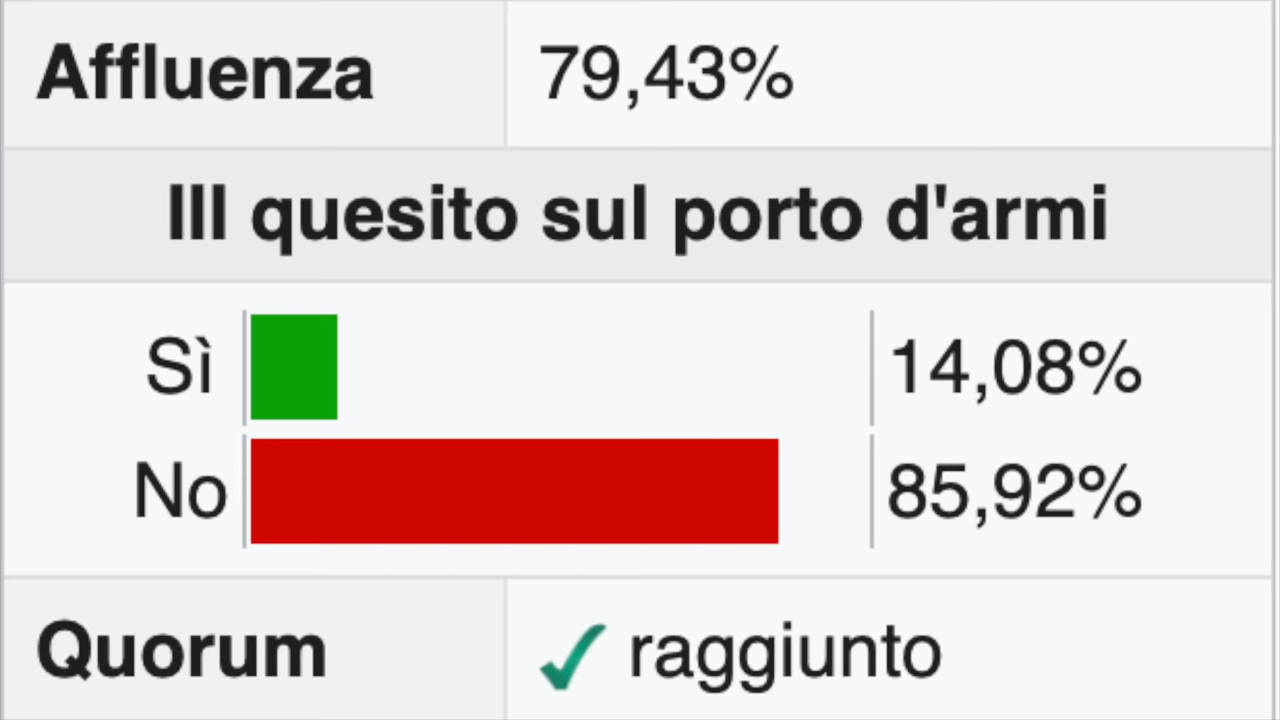 Affluenza 79,43%
III quesito sul porto d'armi
Sì 14,08%
No 85,92%
Quorum ✓ raggiunto